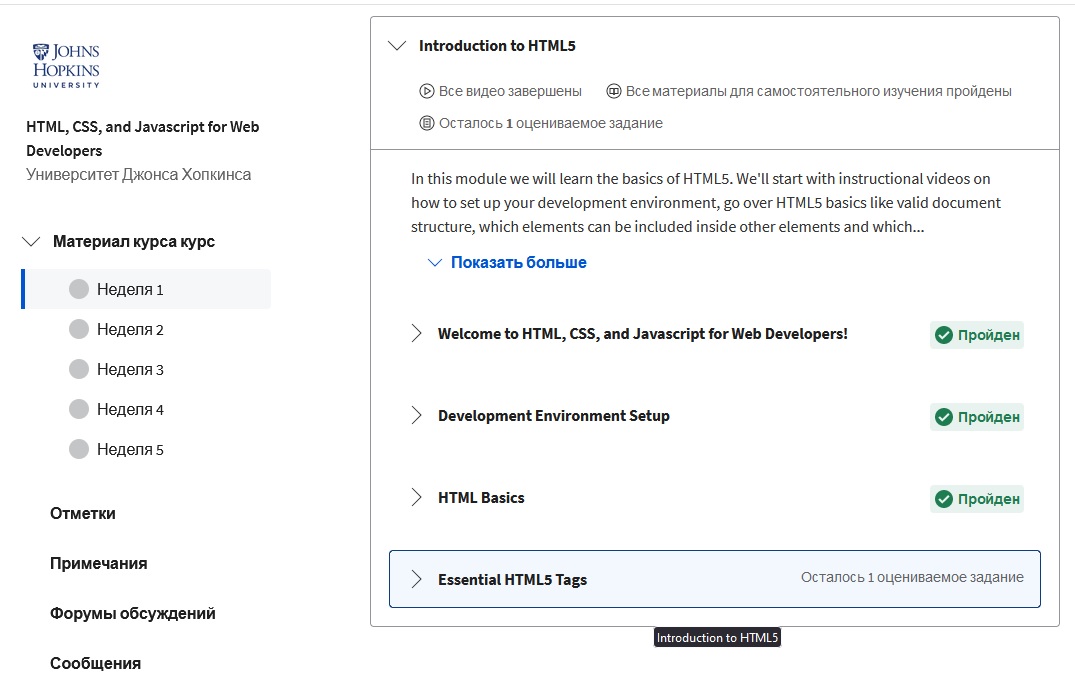 JOHNS
HOPKINS
UNIVERSITY
HTML, CSS, and Javascript for Web
Developers
Университет Джонса Хопкинса
Материал курса курс
Неделя 1
Неделя 2
Неделя 3
Неделя 4
Неделя 5
Отметки
Примечания
Форумы обсуждений
Сообщения
Introduction to HTML5
Все видео завершены Все материалы для самостоятельного изучения пройдены
Осталось 1 оцениваемое задание
In this module we will learn the basics of HTML5. We'll start with instructional videos on
how to set up your development environment, go over HTML5 basics like valid document
structure, which elements can be included inside other elements and which...
Показать больше
Welcome to HTML, CSS, and Javascript for Web Developers! Пройден
Development Environment Setup Пройден
HTML Basics Пройден
Essential HTML5 Tags Осталось 1 оцениваемое задание
Introduction to HTML5